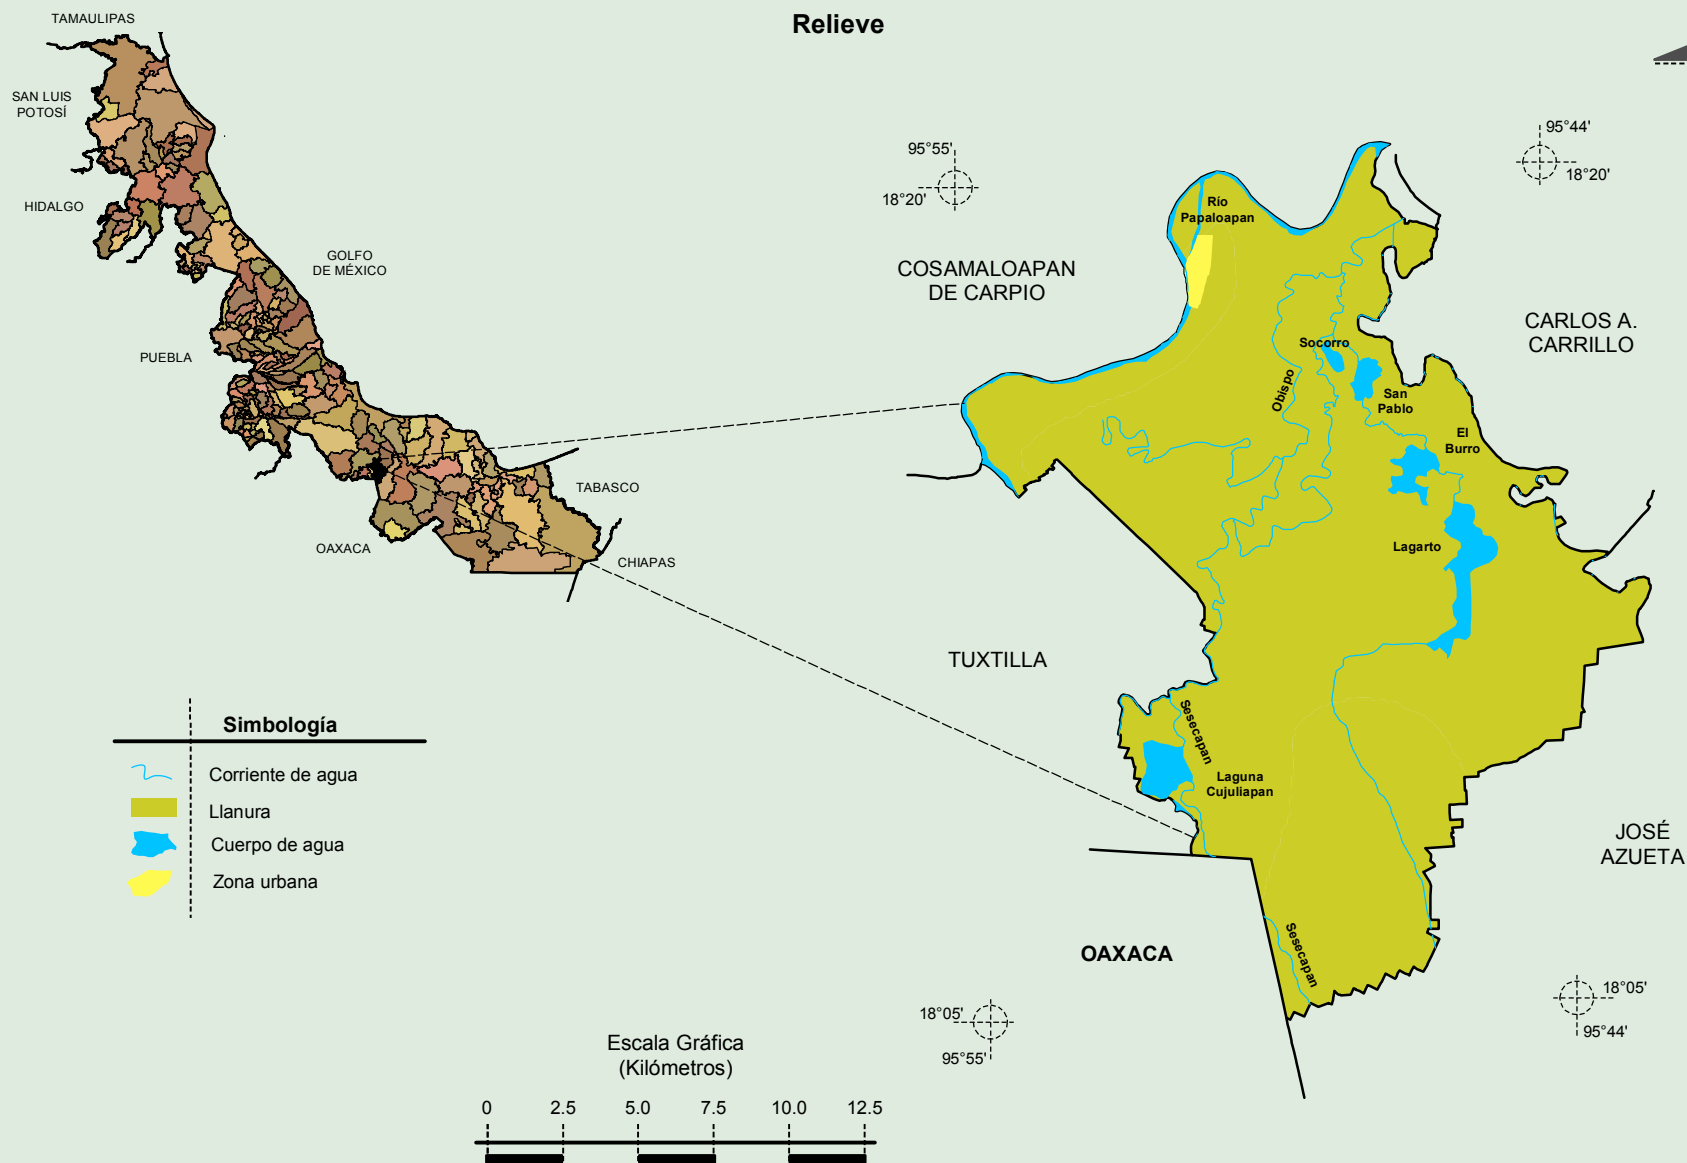 Relieve
TAMAULIPAS
SAN LUIS
POTOSÍ
HIDALGO
GOLFO
DE MÉXICO
PUEBLA
TABASCO
OAXACA
CHIAPAS
95°55'
18°20'
95°44'
18°20'
Río
Papaloapan
COSAMALOAPAN
DE CARPIO
CARLOS A.
CARRILLO
Socorro
Obispo
San
Pablo
El
Burro
Lagarto
TUXTILLA
Sesecapan
Laguna
Cujuliapan
JOSÉ
AZUETA
OAXACA
Sesecapan
18°05'
95°55'
18°05'
95°44'
Simbología
Corriente de agua
Llanura
Cuerpo de agua
Zona urbana
Escala Gráfica
(Kilómetros)
0 2.5 5.0 7.5 10.0 12.5